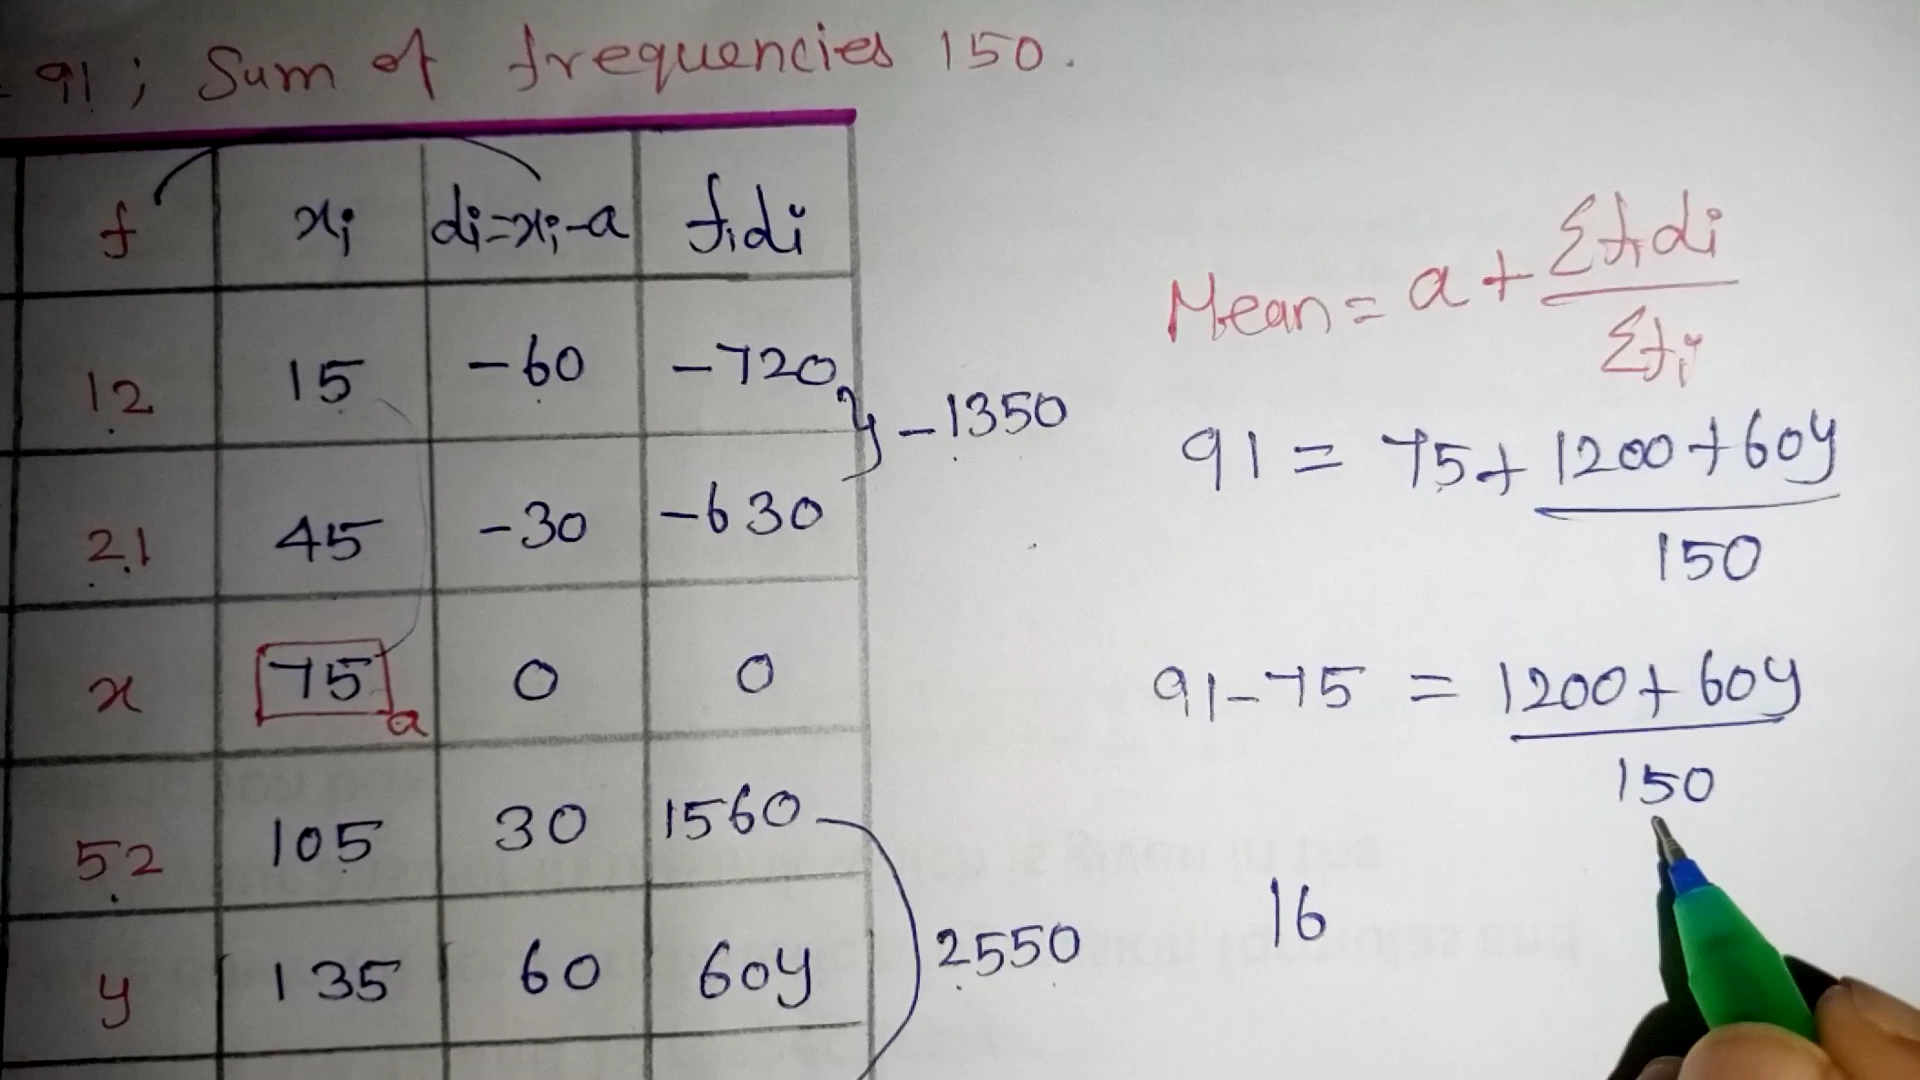 = 91; Sum of frequencies 150.
f xi di=xi-a fidi
12 15 -60 -720
21 45 -30 -630
-1350
x 75 a 0 0
52 105 30 1560
y 135 60 60y
2550
Mean = a + Σfidi / Σfi
91 = 75 + 1200+60y / 150
91-75 = 1200+60y / 150
16